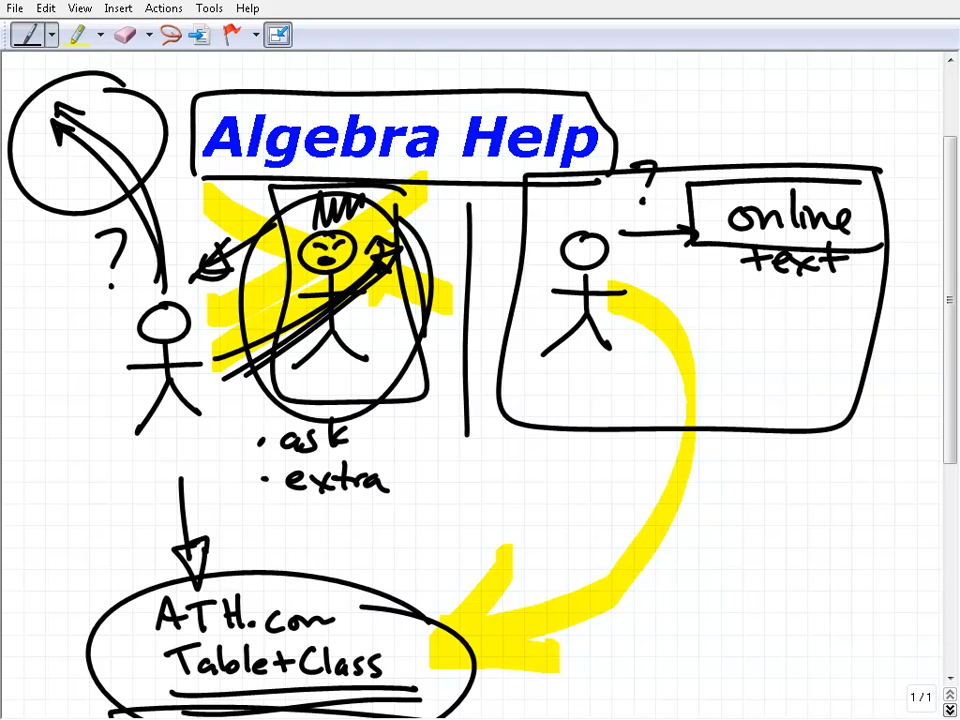 File Edit View Insert Actions Tools Help
Algebra Help
?
online
text
?
• ask
• extra
ATH.com
Table+Class
1 / 1